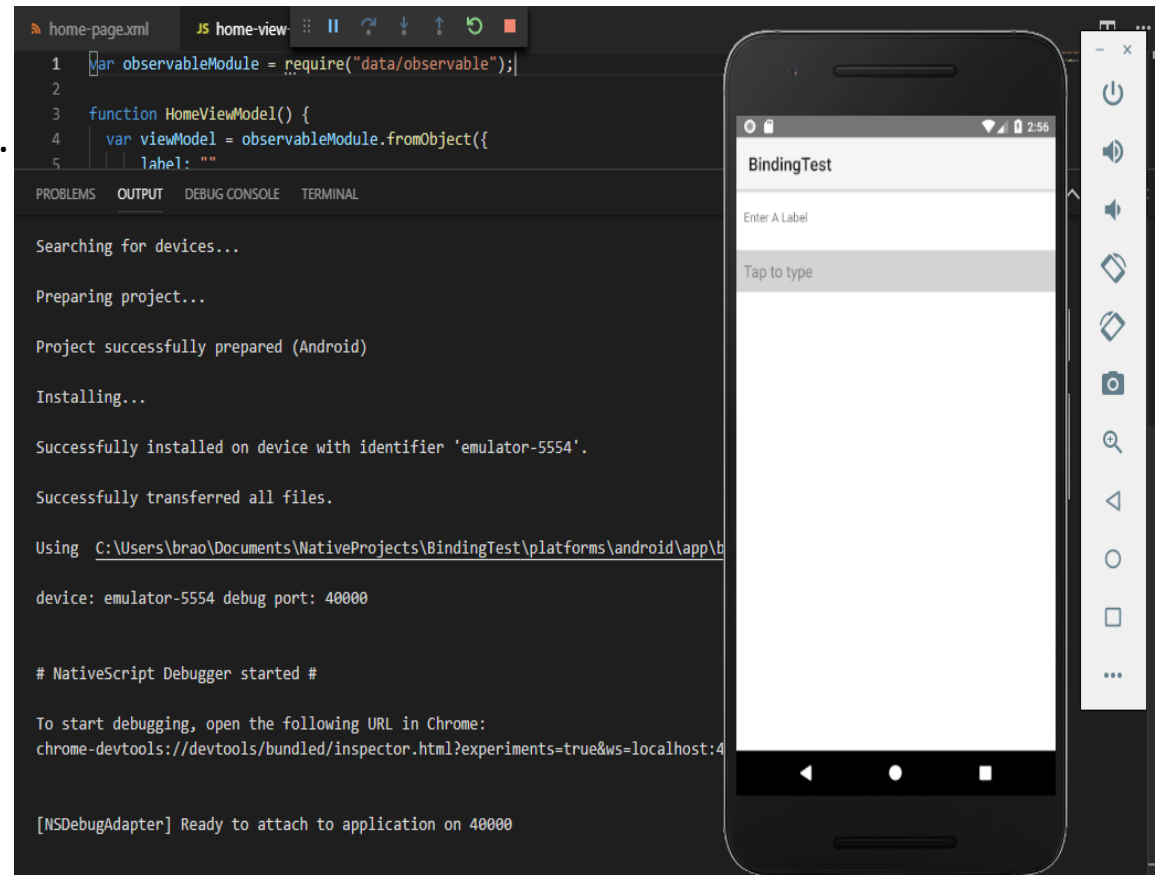 home-page.xml JS home-view-
1 var observableModule = require("data/observable");
2
3 function HomeViewModel() {
4 var viewModel = observableModule.fromObject({
5 label: ""
PROBLEMS OUTPUT DEBUG CONSOLE TERMINAL
Searching for devices...
Preparing project...
Project successfully prepared (Android)
Installing...
Successfully installed on device with identifier 'emulator-5554'.
Successfully transferred all files.
Using C:\Users\brao\Documents\NativeProjects\BindingTest\platforms\android\app\b
device: emulator-5554 debug port: 40000
# NativeScript Debugger started #
To start debugging, open the following URL in Chrome:
chrome-devtools://devtools/bundled/inspector.html?experiments=true&ws=localhost:4
[NSDebugAdapter] Ready to attach to application on 40000
2:56
BindingTest
Enter A Label
Tap to type